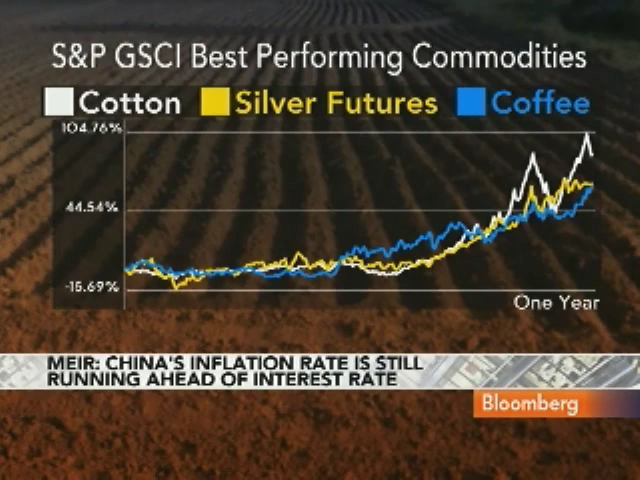 S&P GSCI Best Performing Commodities
Cotton Silver Futures Coffee
104.76%
44.54%
-15.69%
One Year
MEIR: CHINA'S INFLATION RATE IS STILL
RUNNING AHEAD OF INTEREST RATE
Bloomberg